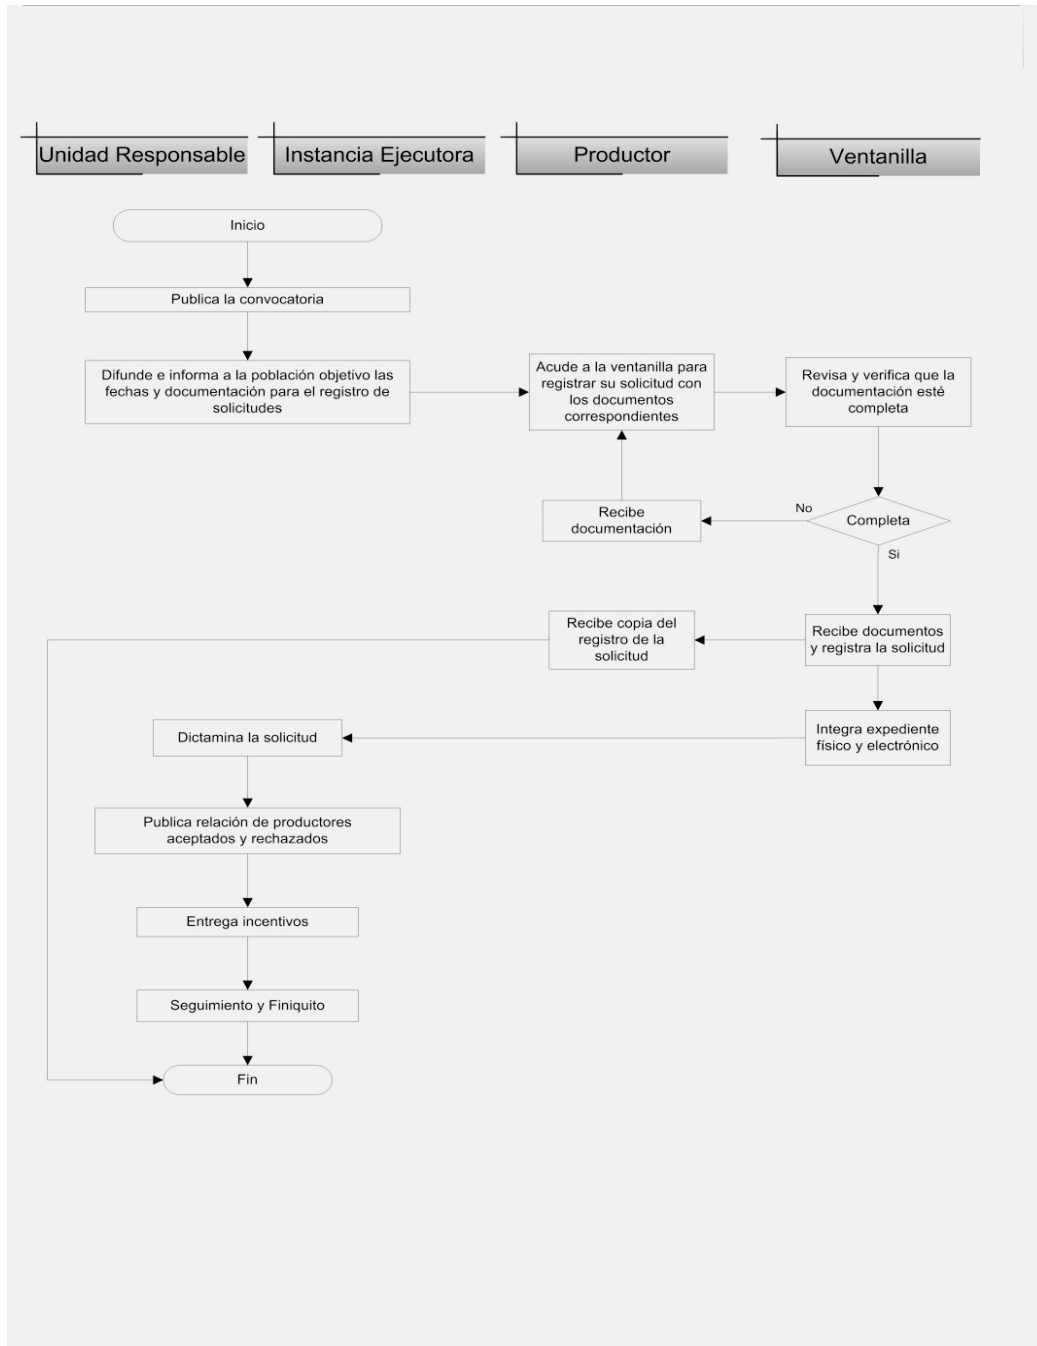 Unidad Responsable
Instancia Ejecutora
Productor
Ventanilla
Inicio
Publica la convocatoria
Difunde e informa a la población objetivo las
fechas y documentación para el registro de
solicitudes
Acude a la ventanilla para
registrar su solicitud con
los documentos
correspondientes
Revisa y verifica que la
documentación esté
completa
Recibe
documentación
No
Completa
Si
Recibe copia del
registro de la
solicitud
Recibe documentos
y registra la solicitud
Dictamina la solicitud
Integra expediente
físico y electrónico
Publica relación de productores
aceptados y rechazados
Entrega incentivos
Seguimiento y Finiquito
Fin